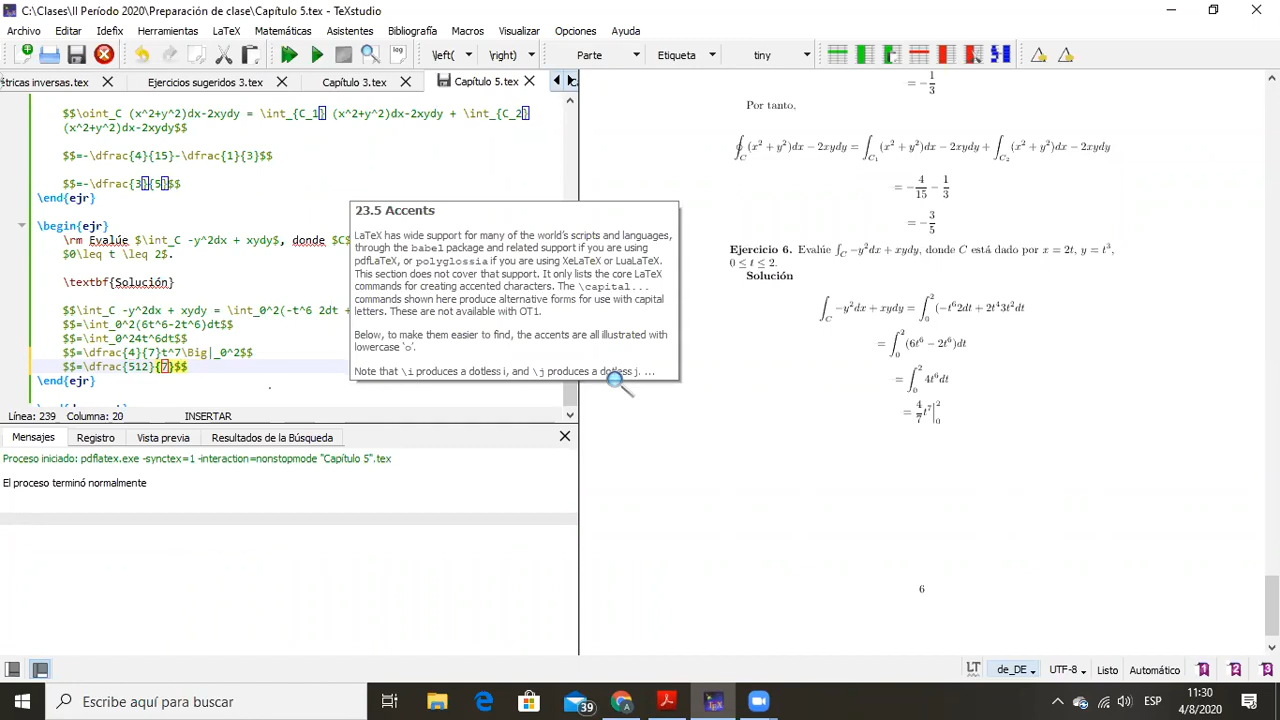 C:\Clases\II Período 2020\Preparación de clase\Capítulo 5.tex - TeXstudio
Archivo Editar Idefix Herramientas LaTeX Matemáticas Asistentes Bibliografía Macros Visualizar Opciones Ayuda
log \left( \right) Parte Etiqueta tiny
étricas inversas.tex Ejercicios sugeridos 3.tex Capítulo 3.tex Capítulo 5.tex
$$\oint_C (x^2+y^2)dx-2xydy = \int_{C_1} (x^2+y^2)dx-2xydy + \int_{C_2}
(x^2+y^2)dx-2xydy$$
$$=-\dfrac{4}{15}-\dfrac{1}{3}$$
$$=-\dfrac{3}{5}$$
\end{ejr}
\begin{ejr}
\rm Evalúe $\int_C -y^2dx + xydy$, donde $C$
$0\leq t \leq 2$.
\textbf{Solución}
$$\int_C -y^2dx + xydy = \int_0^2(-t^6 2dt +
$$=\int_0^2(6t^6-2t^6)dt$$
$$=\int_0^24t^6dt$$
$$=\dfrac{4}{7}t^7\Big|_0^2$$
$$=\dfrac{512}{7}$$
\end{ejr}
23.5 Accents
LaTeX has wide support for many of the world's scripts and languages,
through the babel package and related support if you are using
pdfLaTeX, or polyglossia if you are using XeLaTeX or LuaLaTeX.
This section does not cover that support. It only lists the core LaTeX
commands for creating accented characters. The \capital...
commands shown here produce alternative forms for use with capital
letters. These are not available with OT1.
Below, to make them easier to find, the accents are all illustrated with
lowercase 'o'.
Note that \i produces a dotless i, and \j produces a dotless j. ...
Línea: 239 Columna: 20 INSERTAR
Mensajes Registro Vista previa Resultados de la Búsqueda
Proceso iniciado: pdflatex.exe -synctex=1 -interaction=nonstopmode "Capítulo 5".tex
El proceso terminó normalmente
= -1/3
Por tanto,
∮_C (x² + y²)dx − 2xydy = ∫_{C₁} (x² + y²)dx − 2xydy + ∫_{C₂} (x² + y²)dx − 2xydy
= −4/15 − 1/3
= −3/5
Ejercicio 6. Evalúe ∫_C −y²dx + xydy, donde C está dado por x = 2t, y = t³,
0 ≤ t ≤ 2.
Solución
∫_C −y²dx + xydy = ∫_0^2 (−t⁶2dt + 2t⁴3t²dt
= ∫_0^2 (6t⁶ − 2t⁶)dt
= ∫_0^2 4t⁶dt
= 4/7 t⁷|_0^2
6
LT de_DE UTF-8 Listo Automático 1 2 3
Escribe aquí para buscar 39 ESP 11:30
4/8/2020